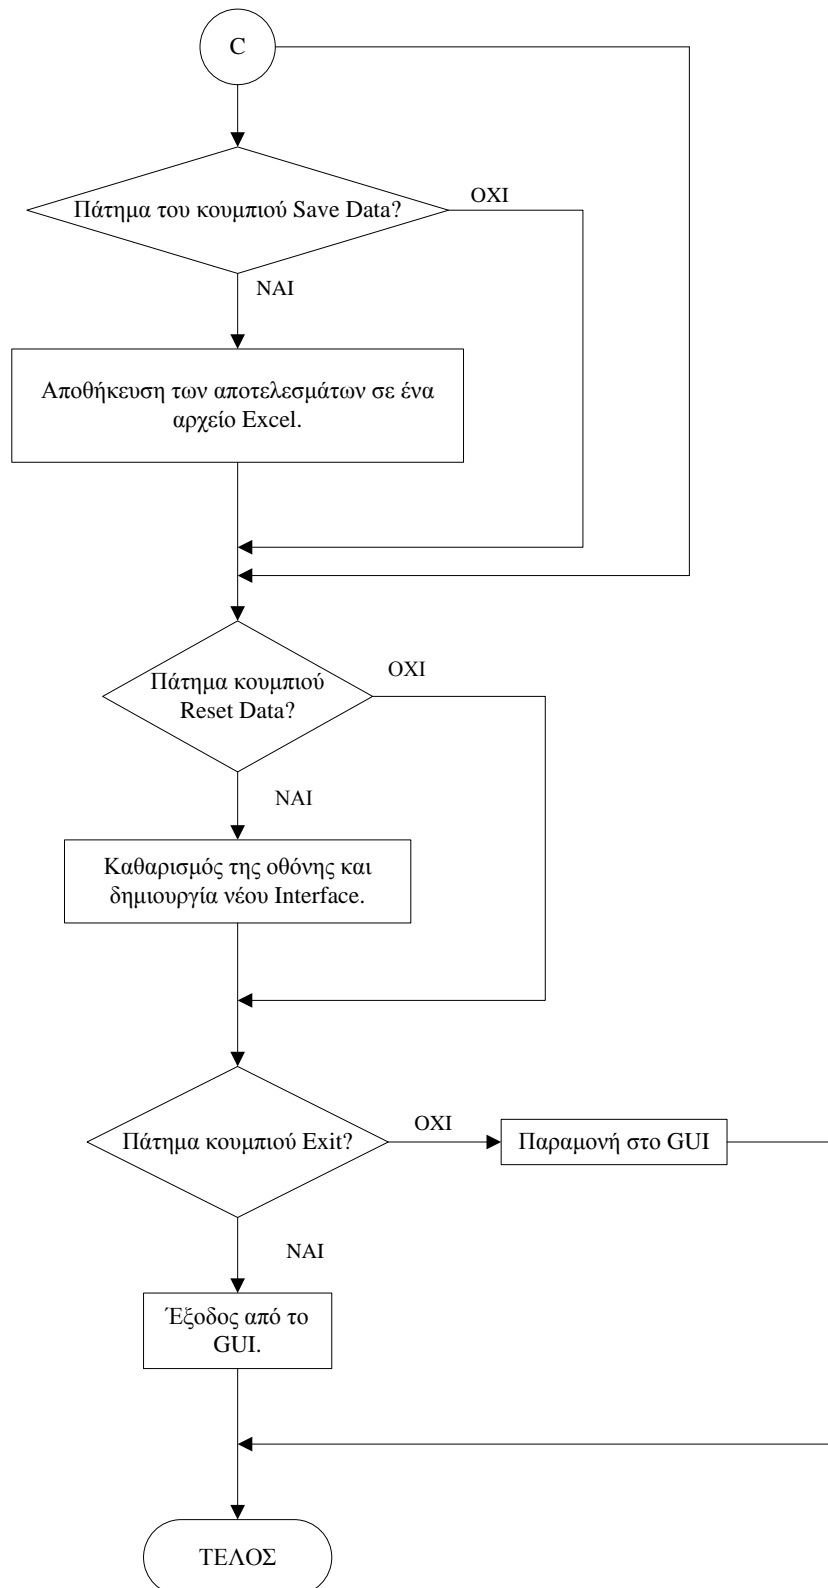 C
Πάτημα του κουμπιού Save Data?
ΟΧΙ
ΝΑΙ
Αποθήκευση των αποτελεσμάτων σε ένα
αρχείο Excel.
Πάτημα κουμπιού
Reset Data?
ΟΧΙ
ΝΑΙ
Καθαρισμός της οθόνης και
δημιουργία νέου Interface.
Πάτημα κουμπιού Exit?
ΟΧΙ
Παραμονή στο GUI
ΝΑΙ
Έξοδος από το
GUI.
ΤΕΛΟΣ